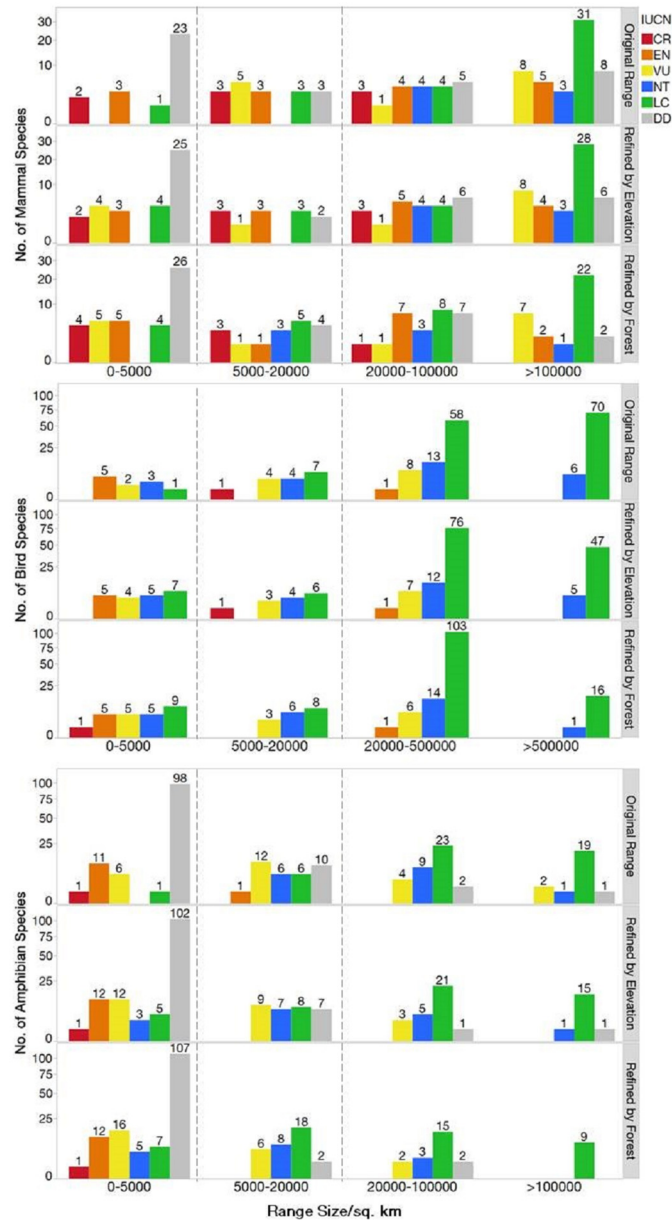 IUCN
CR
EN
VU
NT
LC
DD
No. of Mammal Species
30
20
10
0
2 3 1 23
3 5 3 3 3
3 1 4 4 4 5
8 5 3 31 8
Original Range
30
20
10
0
2 4 3 4 25
3 1 3 3 2
3 1 5 4 4 6
8 4 3 28 6
Refined by Elevation
30
20
10
0
4 5 5 4 26
3 1 1 3 5 4
1 1 7 3 8 7
7 2 1 22 2
Refined by Forest
0-5000 5000-20000 20000-100000 >100000
No. of Bird Species
100
75
50
25
0
5 2 3 1
1 4 4 7
1 8 13 58
6 70
Original Range
100
75
50
25
0
5 4 5 7
1 3 4 6
1 7 12 76
5 47
Refined by Elevation
100
75
50
25
0
1 5 5 5 9
3 6 8
1 6 14 103
1 16
Refined by Forest
0-5000 5000-20000 20000-500000 >500000
No. of Amphibian Species
100
75
50
25
0
1 11 6 1 98
1 12 6 6 10
4 9 23 2
2 1 19 1
Original Range
100
75
50
25
0
1 12 12 3 5 102
9 7 8 7
3 5 21 1
1 15 1
Refined by Elevation
100
75
50
25
0
1 12 16 5 7 107
6 8 18 2
2 3 15 2
9
Refined by Forest
0-5000 5000-20000 20000-100000 >100000
Range Size/sq. km